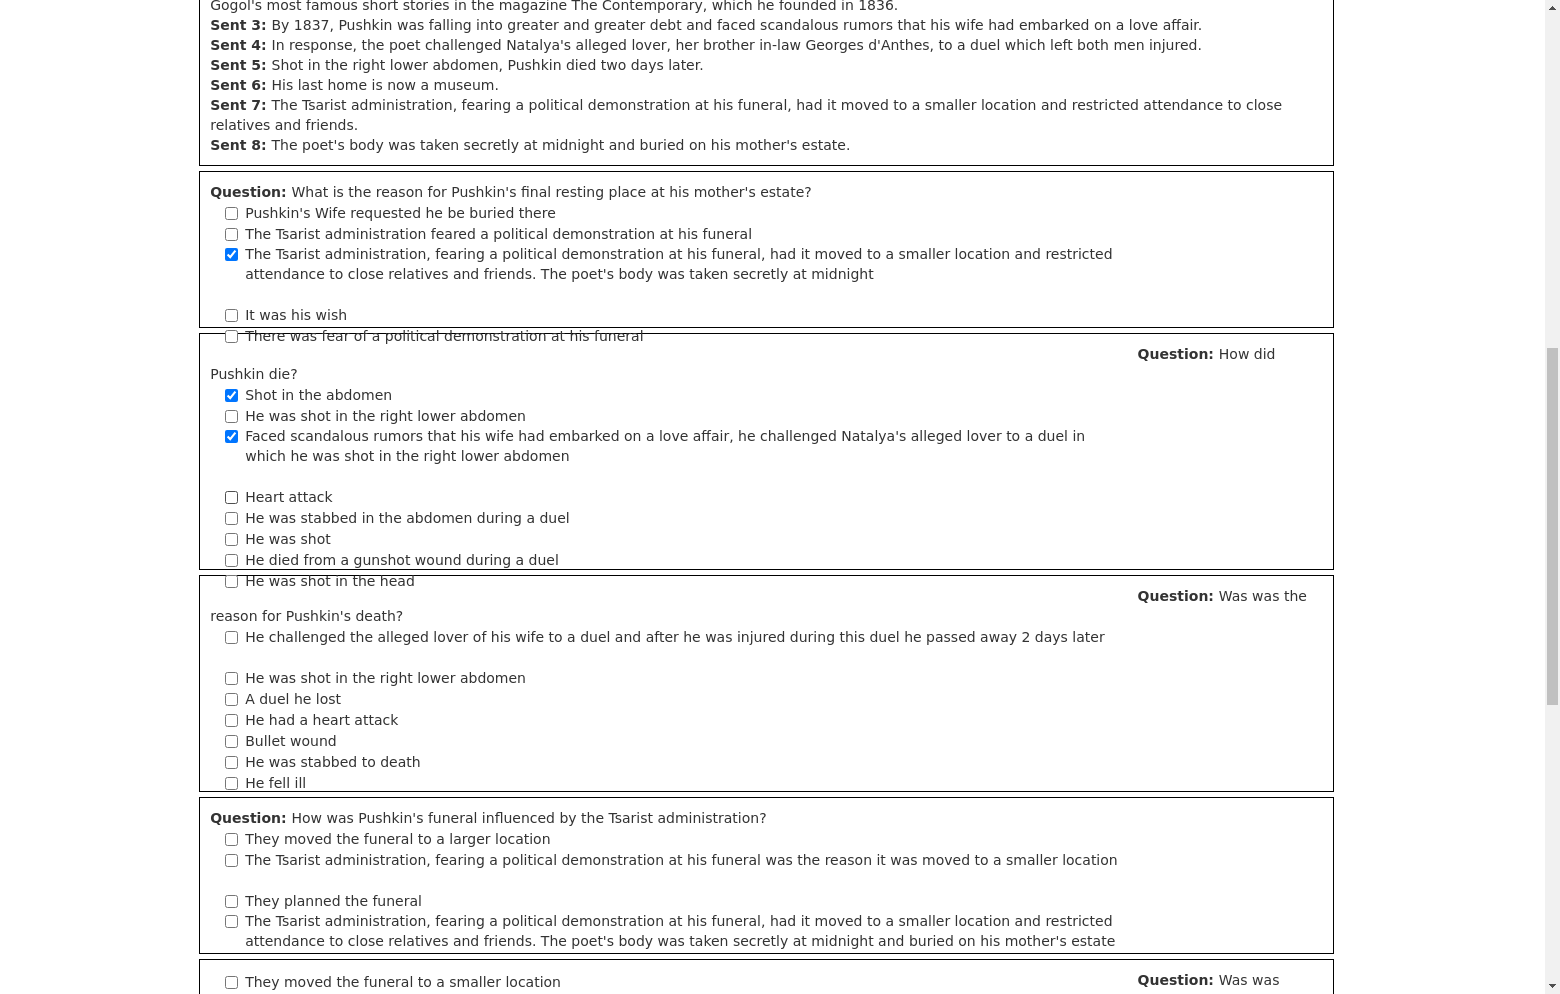 Gogol's most famous short stories in the magazine The Contemporary, which he founded in 1836.
Sent 3: By 1837, Pushkin was falling into greater and greater debt and faced scandalous rumors that his wife had embarked on a love affair.
Sent 4: In response, the poet challenged Natalya's alleged lover, her brother in-law Georges d'Anthes, to a duel which left both men injured.
Sent 5: Shot in the right lower abdomen, Pushkin died two days later.
Sent 6: His last home is now a museum.
Sent 7: The Tsarist administration, fearing a political demonstration at his funeral, had it moved to a smaller location and restricted attendance to close
relatives and friends.
Sent 8: The poet's body was taken secretly at midnight and buried on his mother's estate.
Question: What is the reason for Pushkin's final resting place at his mother's estate?
Pushkin's Wife requested he be buried there
The Tsarist administration feared a political demonstration at his funeral
The Tsarist administration, fearing a political demonstration at his funeral, had it moved to a smaller location and restricted
attendance to close relatives and friends. The poet's body was taken secretly at midnight
It was his wish
There was fear of a political demonstration at his funeral
Question: How did
Pushkin die?
Shot in the abdomen
He was shot in the right lower abdomen
Faced scandalous rumors that his wife had embarked on a love affair, he challenged Natalya's alleged lover to a duel in
which he was shot in the right lower abdomen
Heart attack
He was stabbed in the abdomen during a duel
He was shot
He died from a gunshot wound during a duel
He was shot in the head
Question: Was was the
reason for Pushkin's death?
He challenged the alleged lover of his wife to a duel and after he was injured during this duel he passed away 2 days later
He was shot in the right lower abdomen
A duel he lost
He had a heart attack
Bullet wound
He was stabbed to death
He fell ill
Question: How was Pushkin's funeral influenced by the Tsarist administration?
They moved the funeral to a larger location
The Tsarist administration, fearing a political demonstration at his funeral was the reason it was moved to a smaller location
They planned the funeral
The Tsarist administration, fearing a political demonstration at his funeral, had it moved to a smaller location and restricted
attendance to close relatives and friends. The poet's body was taken secretly at midnight and buried on his mother's estate
They moved the funeral to a smaller location
Question: Was was